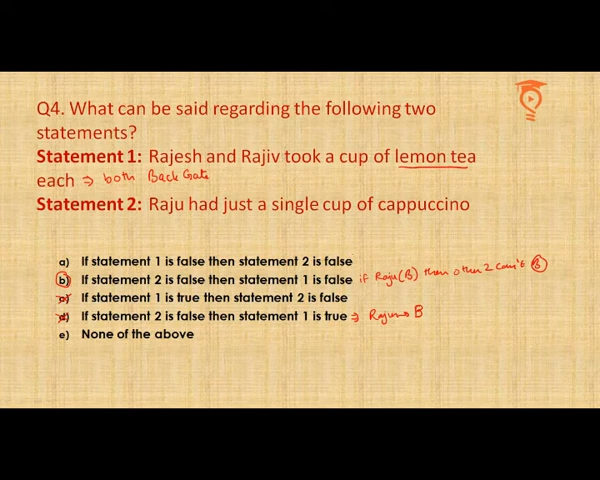 Q4. What can be said regarding the following two
statements?
Statement 1: Rajesh and Rajiv took a cup of lemon tea
each ⇒ both Back Gate
Statement 2: Raju had just a single cup of cappuccino
a) If statement 1 is false then statement 2 is false
b) If statement 2 is false then statement 1 is false if Raju (B) then other 2 can't B
c) If statement 1 is true then statement 2 is false
d) If statement 2 is false then statement 1 is true ⇒ Raju → B
e) None of the above